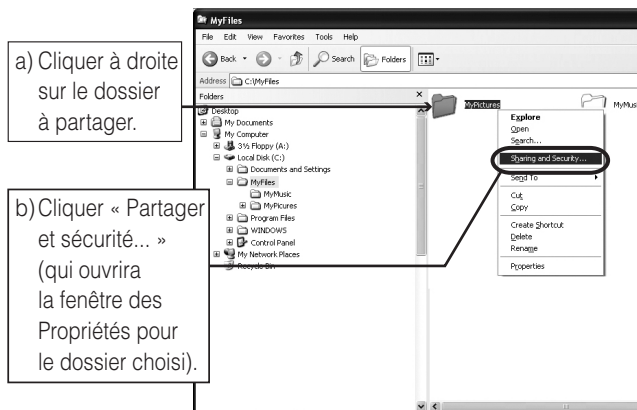 MyFiles
File Edit View Favorites Tools Help
Back Search Folders
Address C:\MyFiles
Folders
Desktop
My Documents
My Computer
3½ Floppy (A:)
Local Disk (C:)
Documents and Settings
MyFiles
MyMusic
MyPicures
Program Files
WINDOWS
Control Panel
My Network Places
Recycle Bin
MyPictures
MyMus
Explore
Open
Search...
Sharing and Security...
Send To
Cut
Copy
Create Shortcut
Delete
Rename
Properties
a) Cliquer à droite
sur le dossier
à partager.
b) Cliquer « Partager
et sécurité... »
(qui ouvrira
la fenêtre des
Propriétés pour
le dossier choisi).